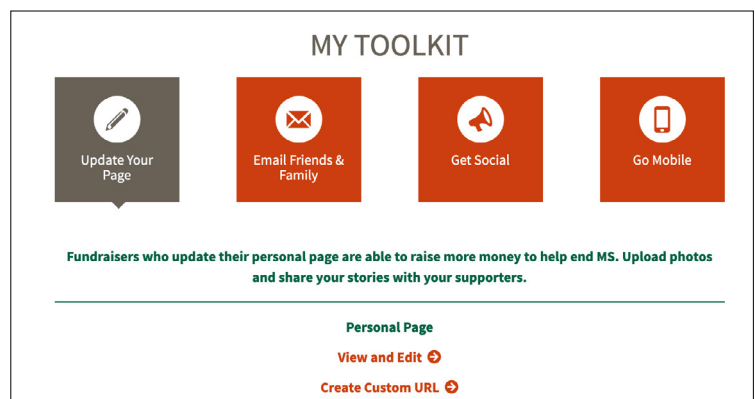 MY TOOLKIT
Update Your
Page
Email Friends &
Family
Get Social
Go Mobile
Fundraisers who update their personal page are able to raise more money to help end MS. Upload photos
and share your stories with your supporters.
Personal Page
View and Edit
Create Custom URL